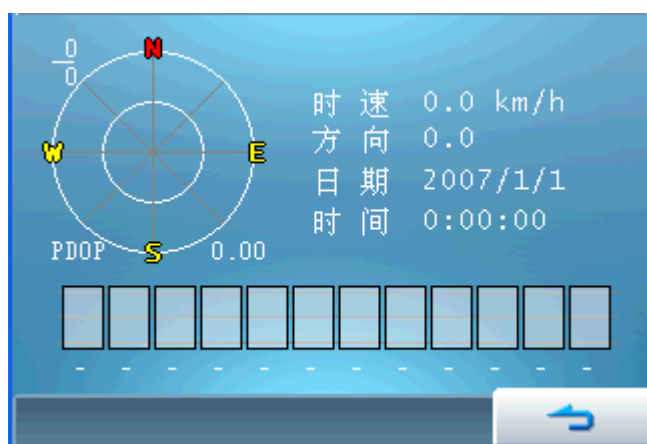 0
0
N
W
E
S
PDOP 0.00
时速 0.0 km/h
方向 0.0
日期 2007/1/1
时间 0:00:00
- - - - - - - - - - - -